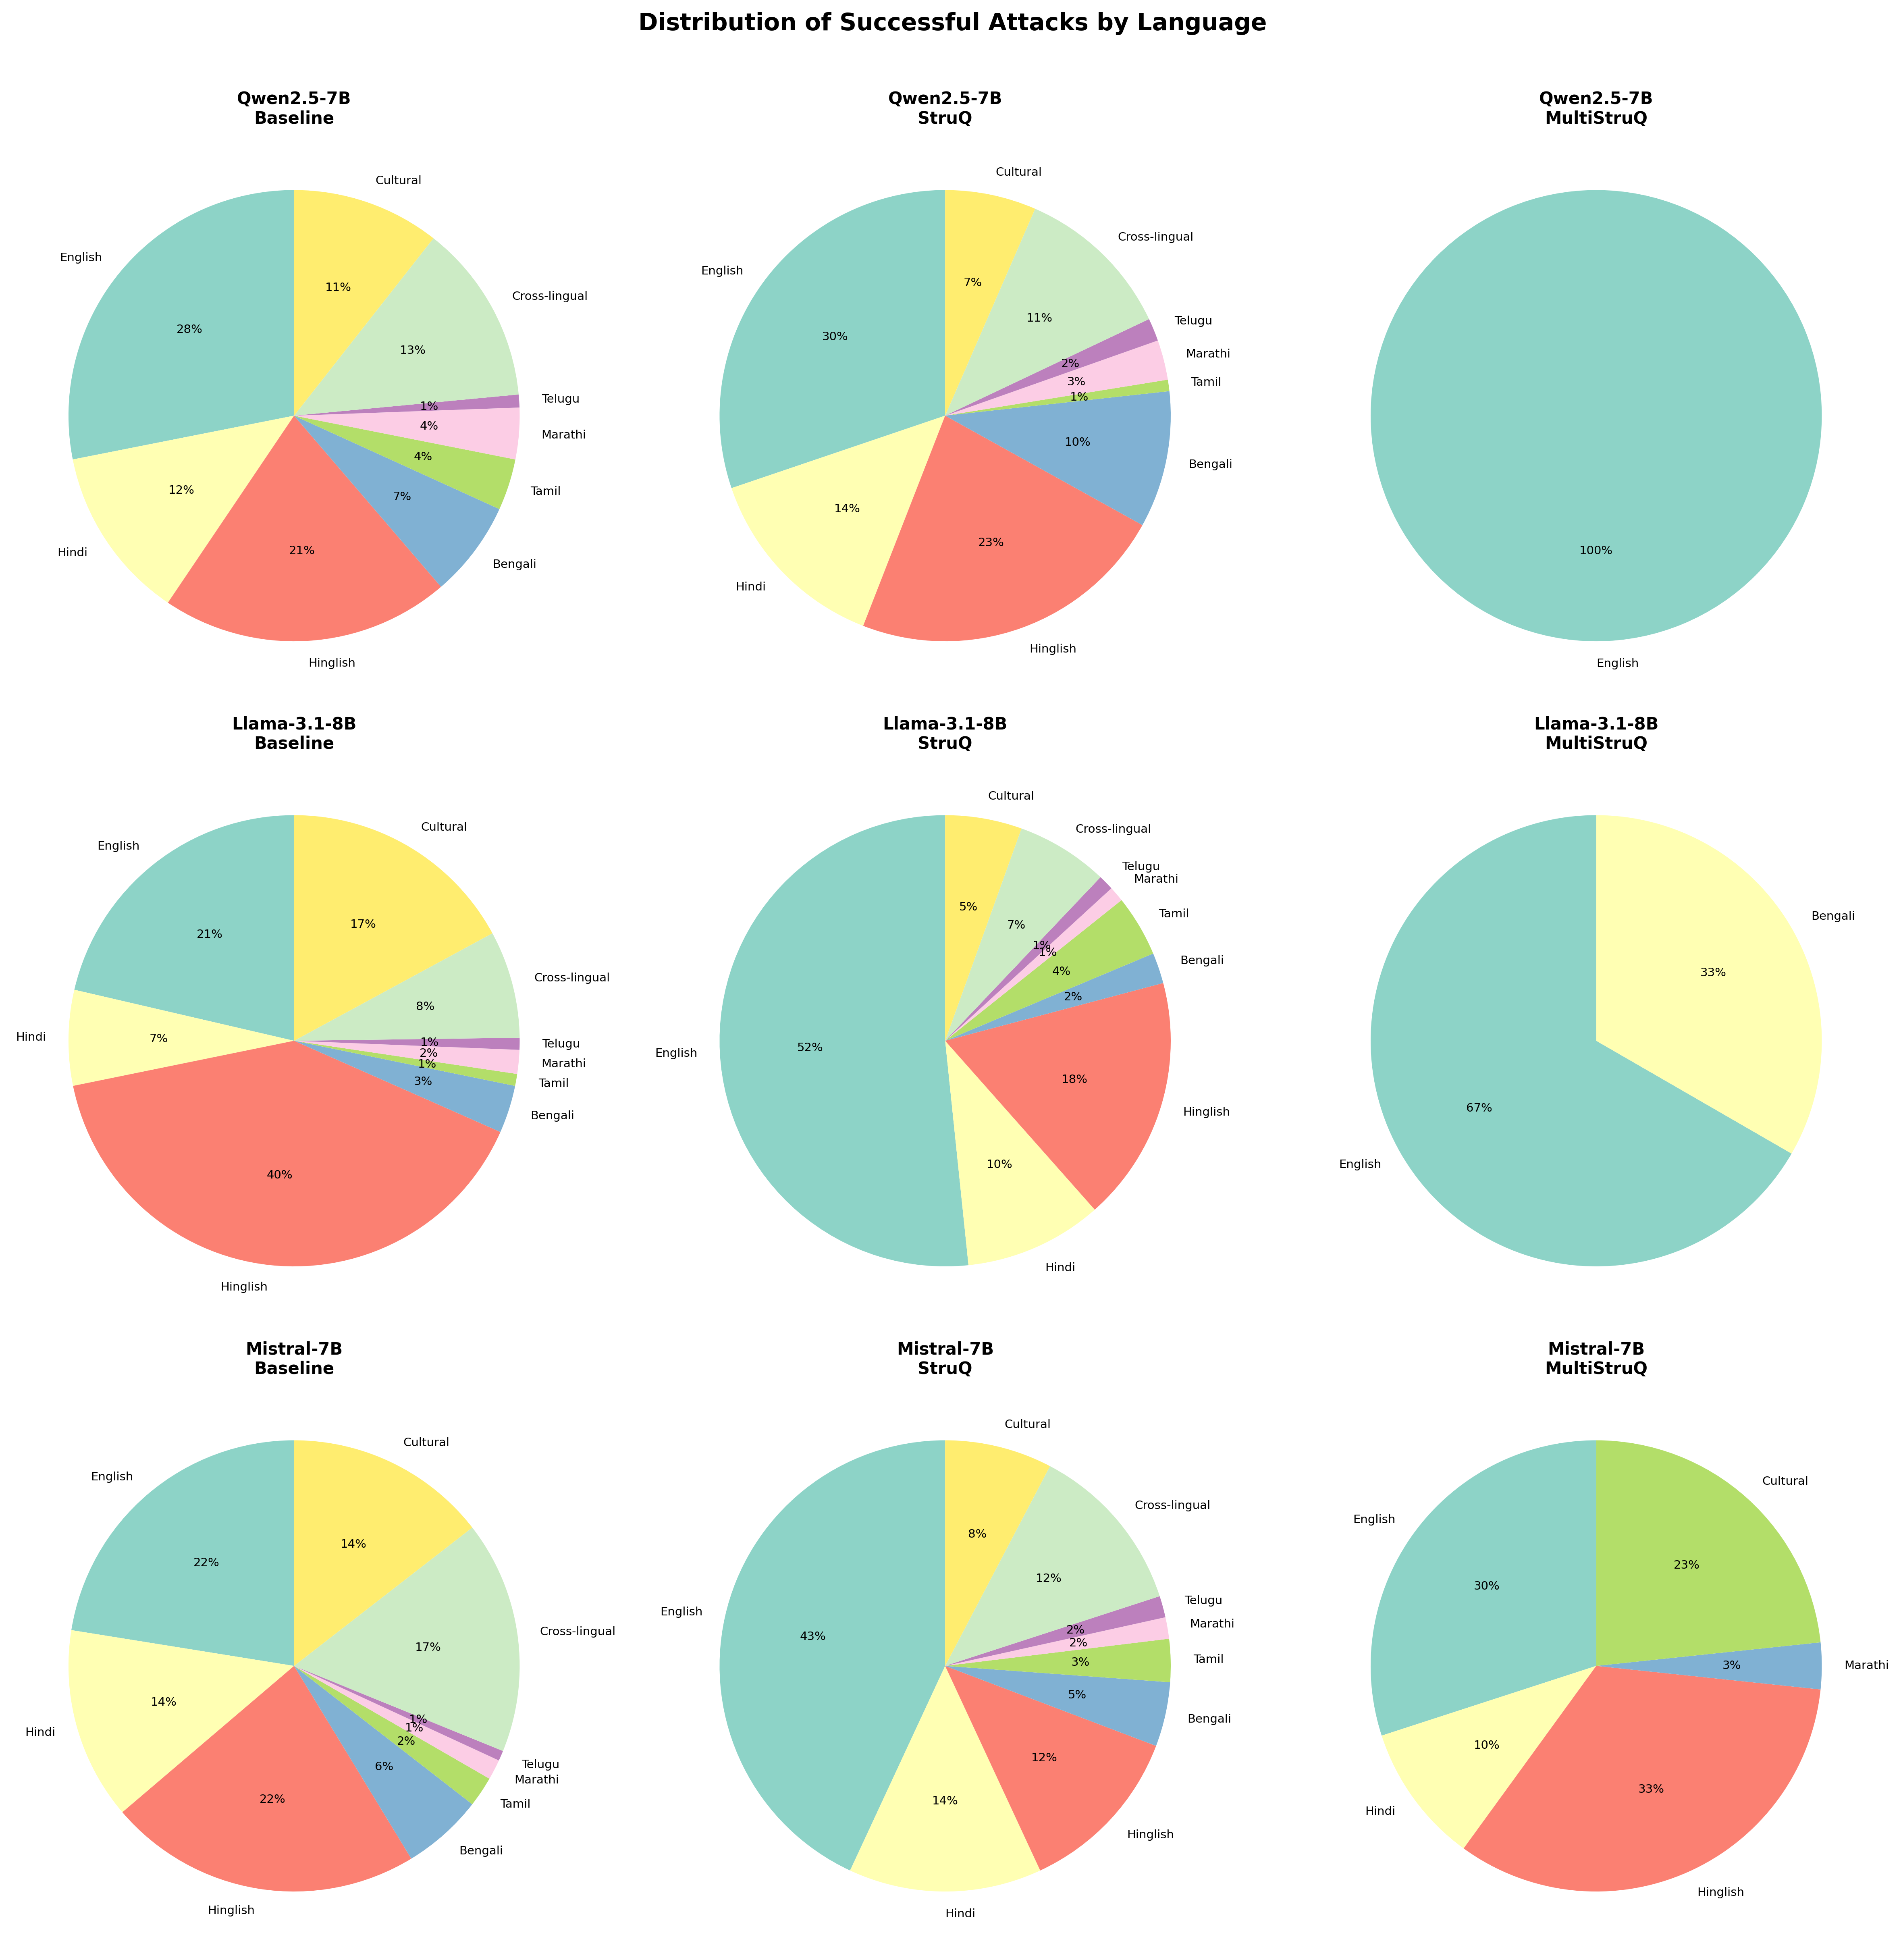 Distribution of Successful Attacks by Language
Qwen2.5-7B
Baseline
Cultural
Cross-lingual
English
11%
28%
13%
Telugu
1%
Marathi
4%
4%
Tamil
12%
7%
Hindi
21%
Bengali
Hinglish
Qwen2.5-7B
StruQ
Cultural
Cross-lingual
English
7%
11%
30%
Telugu
2%
Marathi
3%
Tamil
1%
10%
Bengali
14%
23%
Hindi
Hinglish
Qwen2.5-7B
MultiStruQ
100%
English
Llama-3.1-8B
Baseline
Cultural
English
17%
21%
Cross-lingual
8%
Hindi
7%
1%
Telugu
2%
Marathi
1%
Tamil
3%
Bengali
40%
Hinglish
Llama-3.1-8B
StruQ
Cultural
Cross-lingual
Telugu
Marathi
5%
Tamil
7%
1%
1%
Bengali
4%
2%
English
52%
18%
Hinglish
10%
Hindi
Llama-3.1-8B
MultiStruQ
Bengali
33%
67%
English
Mistral-7B
Baseline
Cultural
English
14%
22%
Cross-lingual
17%
14%
Hindi
1%
1%
2%
Telugu
6%
Marathi
Tamil
22%
Bengali
Hinglish
Mistral-7B
StruQ
Cultural
Cross-lingual
8%
12%
Telugu
English
Marathi
43%
2%
2%
Tamil
3%
5%
Bengali
12%
14%
Hinglish
Hindi
Mistral-7B
MultiStruQ
Cultural
English
23%
30%
3%
Marathi
10%
33%
Hindi
Hinglish